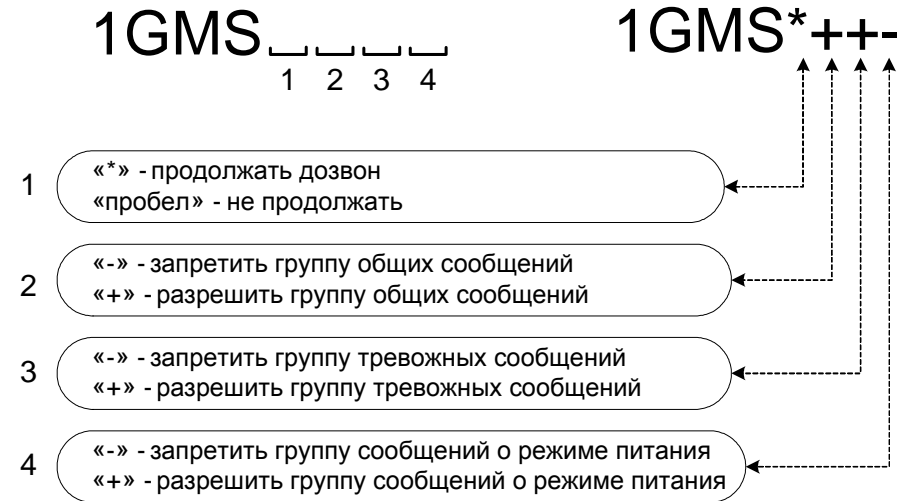 1GMS 1GMS*++-
1 2 3 4
1 «*» - продолжать дозвон
«пробел» - не продолжать
2 «-» - запретить группу общих сообщений
«+» - разрешить группу общих сообщений
3 «-» - запретить группу тревожных сообщений
«+» - разрешить группу тревожных сообщений
4 «-» - запретить группу сообщений о режиме питания
«+» - разрешить группу сообщений о режиме питания